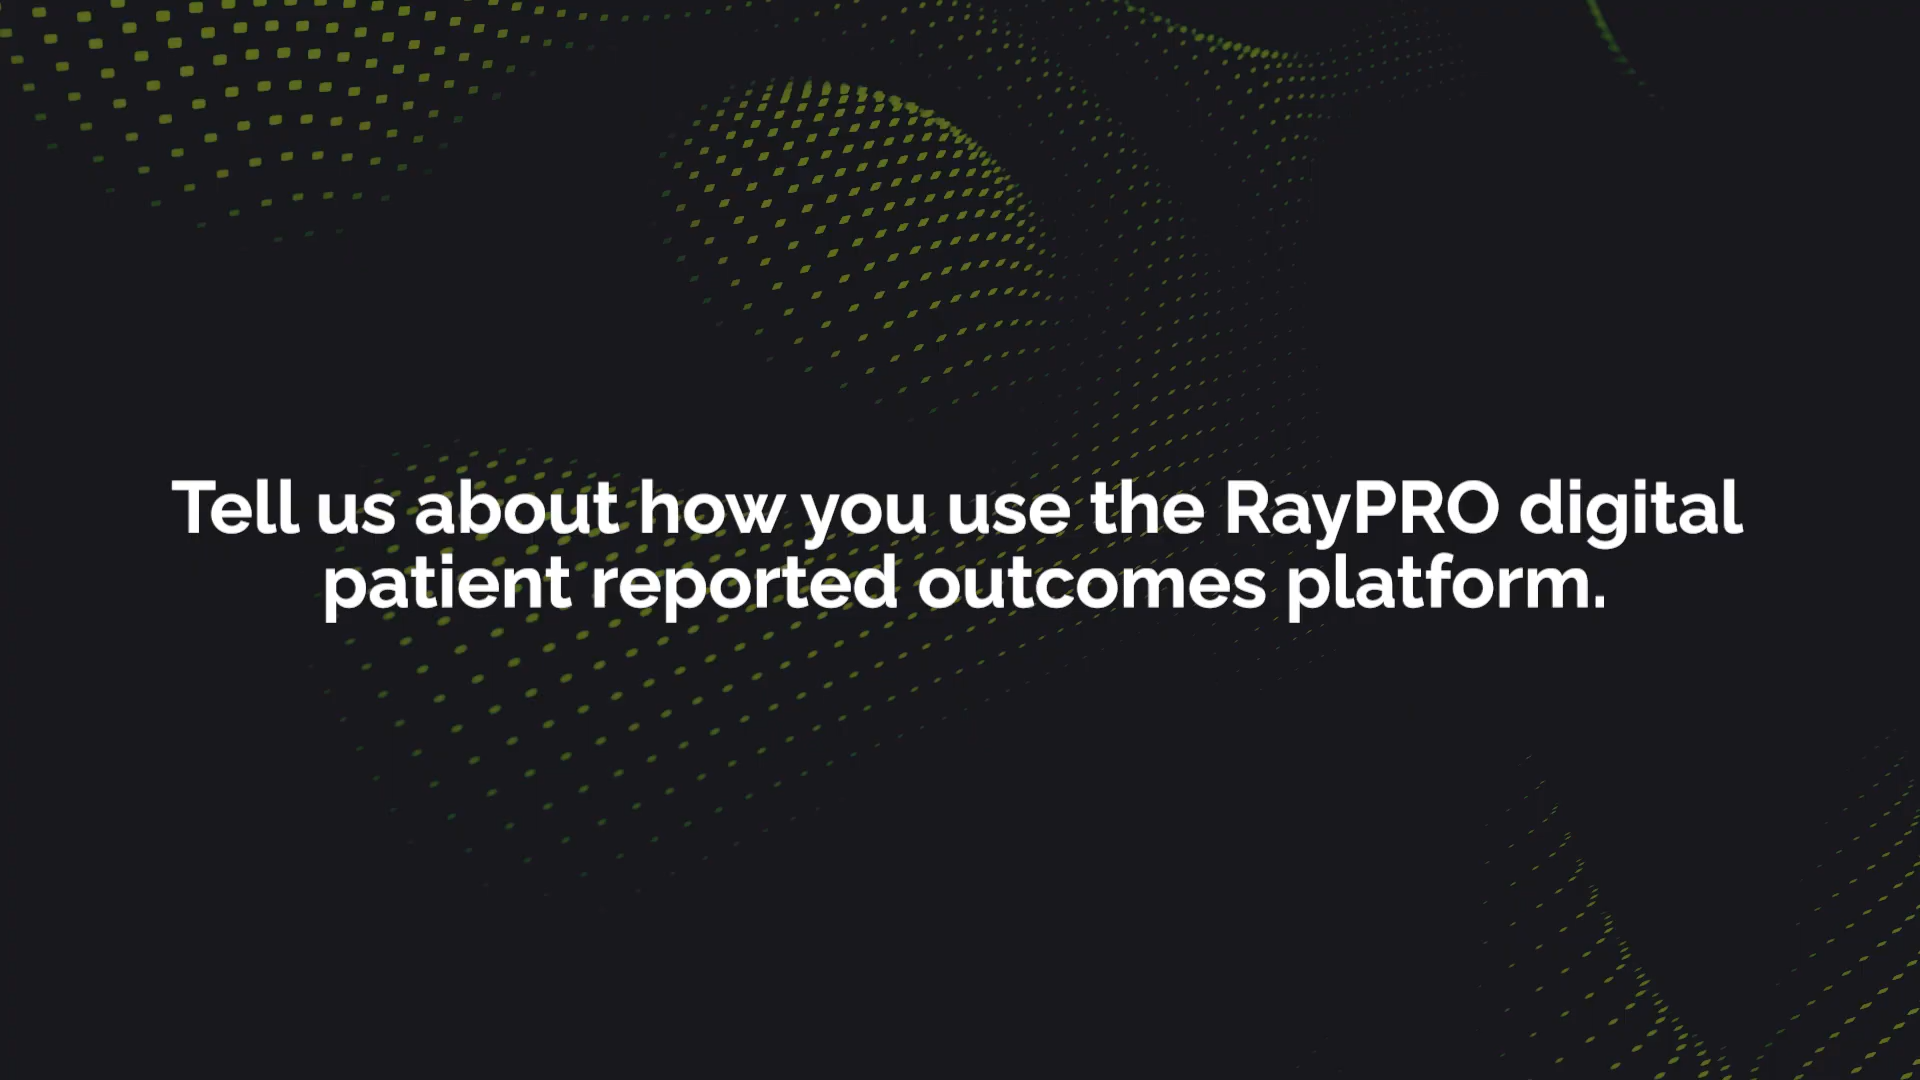 Tell us about how you use the RayPRO digital
patient reported outcomes platform.